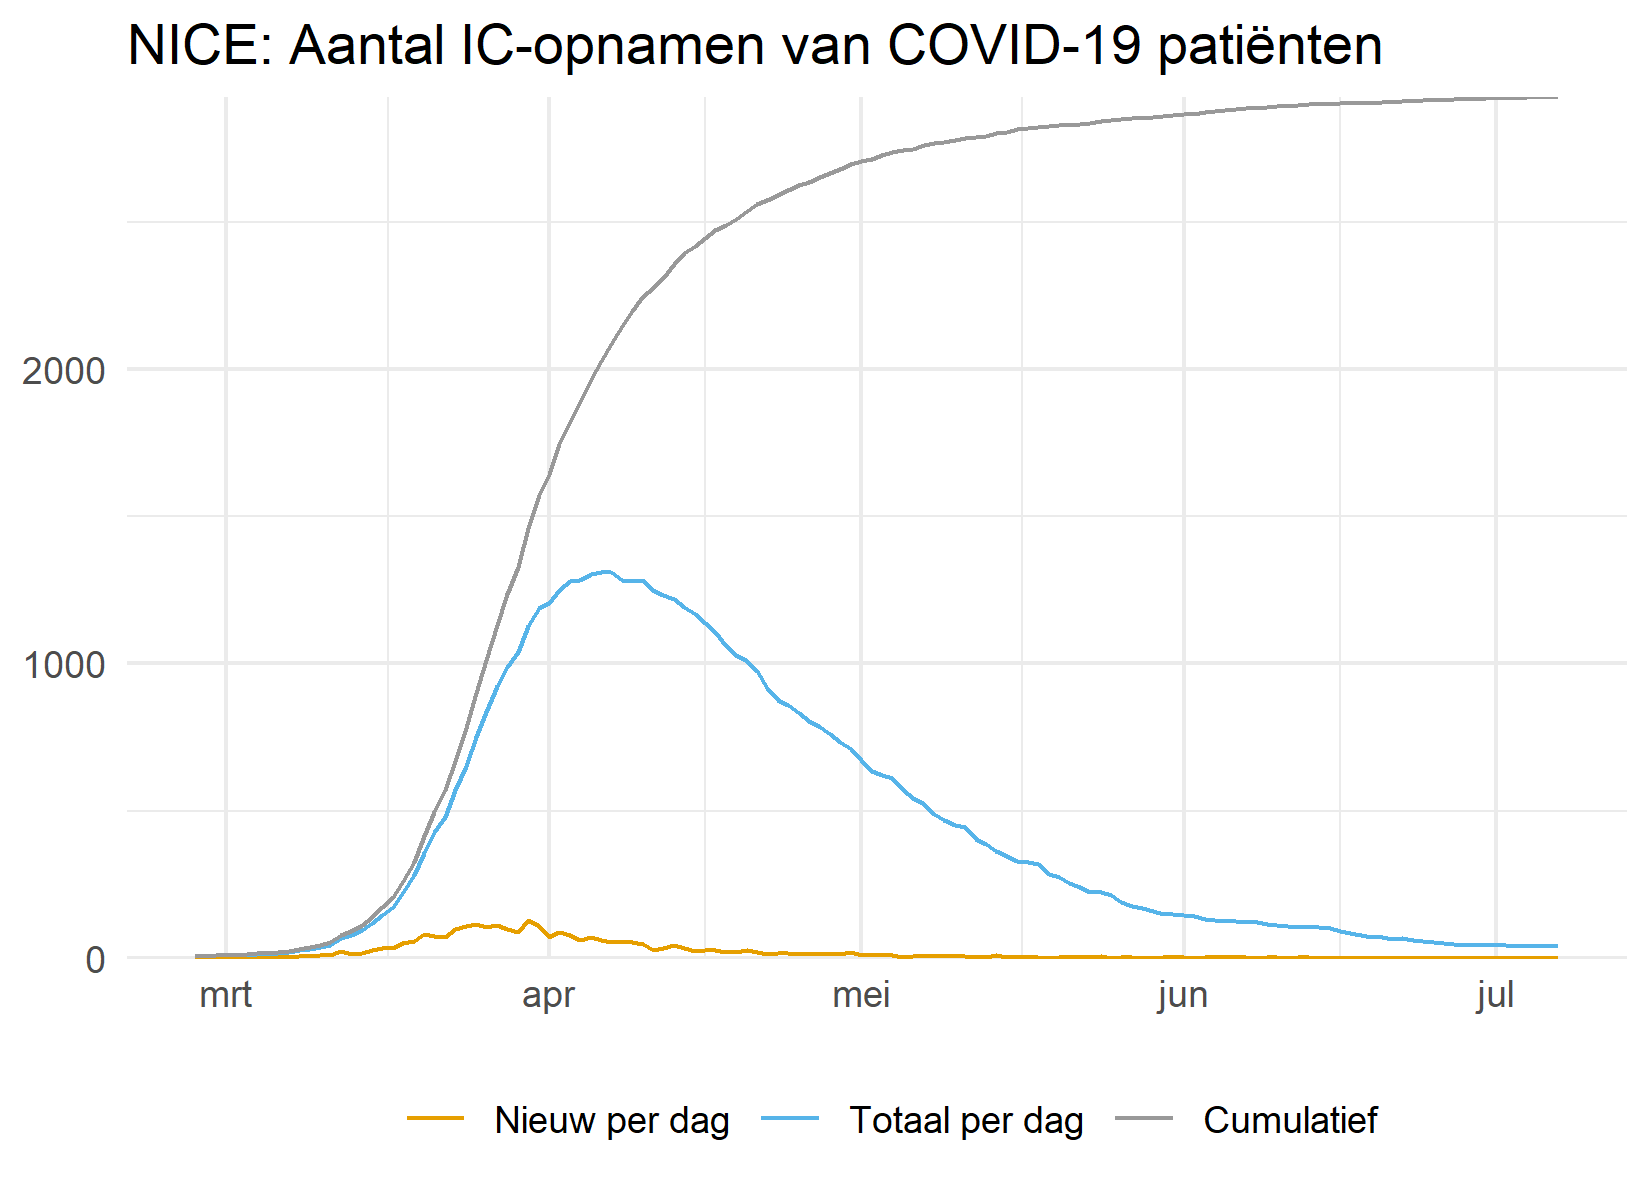 NICE: Aantal IC-opnamen van COVID-19 patiënten
2000
1000
0
mrt apr mei jun jul
Nieuw per dag Totaal per dag Cumulatief